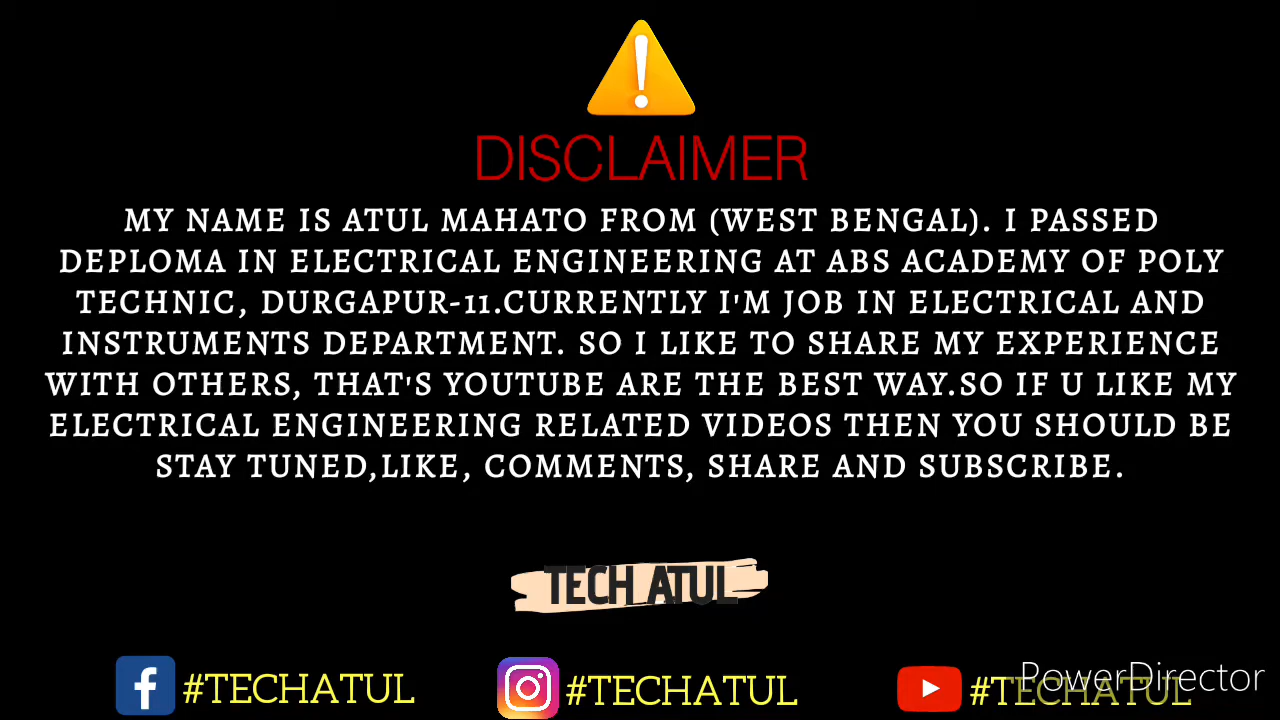 DISCLAIMER
MY NAME IS ATUL MAHATO FROM (WEST BENGAL). I PASSED
DEPLOMA IN ELECTRICAL ENGINEERING AT ABS ACADEMY OF POLY
TECHNIC, DURGAPUR-11.CURRENTLY I'M JOB IN ELECTRICAL AND
INSTRUMENTS DEPARTMENT. SO I LIKE TO SHARE MY EXPERIENCE
WITH OTHERS, THAT'S YOUTUBE ARE THE BEST WAY.SO IF U LIKE MY
ELECTRICAL ENGINEERING RELATED VIDEOS THEN YOU SHOULD BE
STAY TUNED,LIKE, COMMENTS, SHARE AND SUBSCRIBE.
TECH ATUL
#TECHATUL #TECHATUL #TECHATUL
PowerDirector